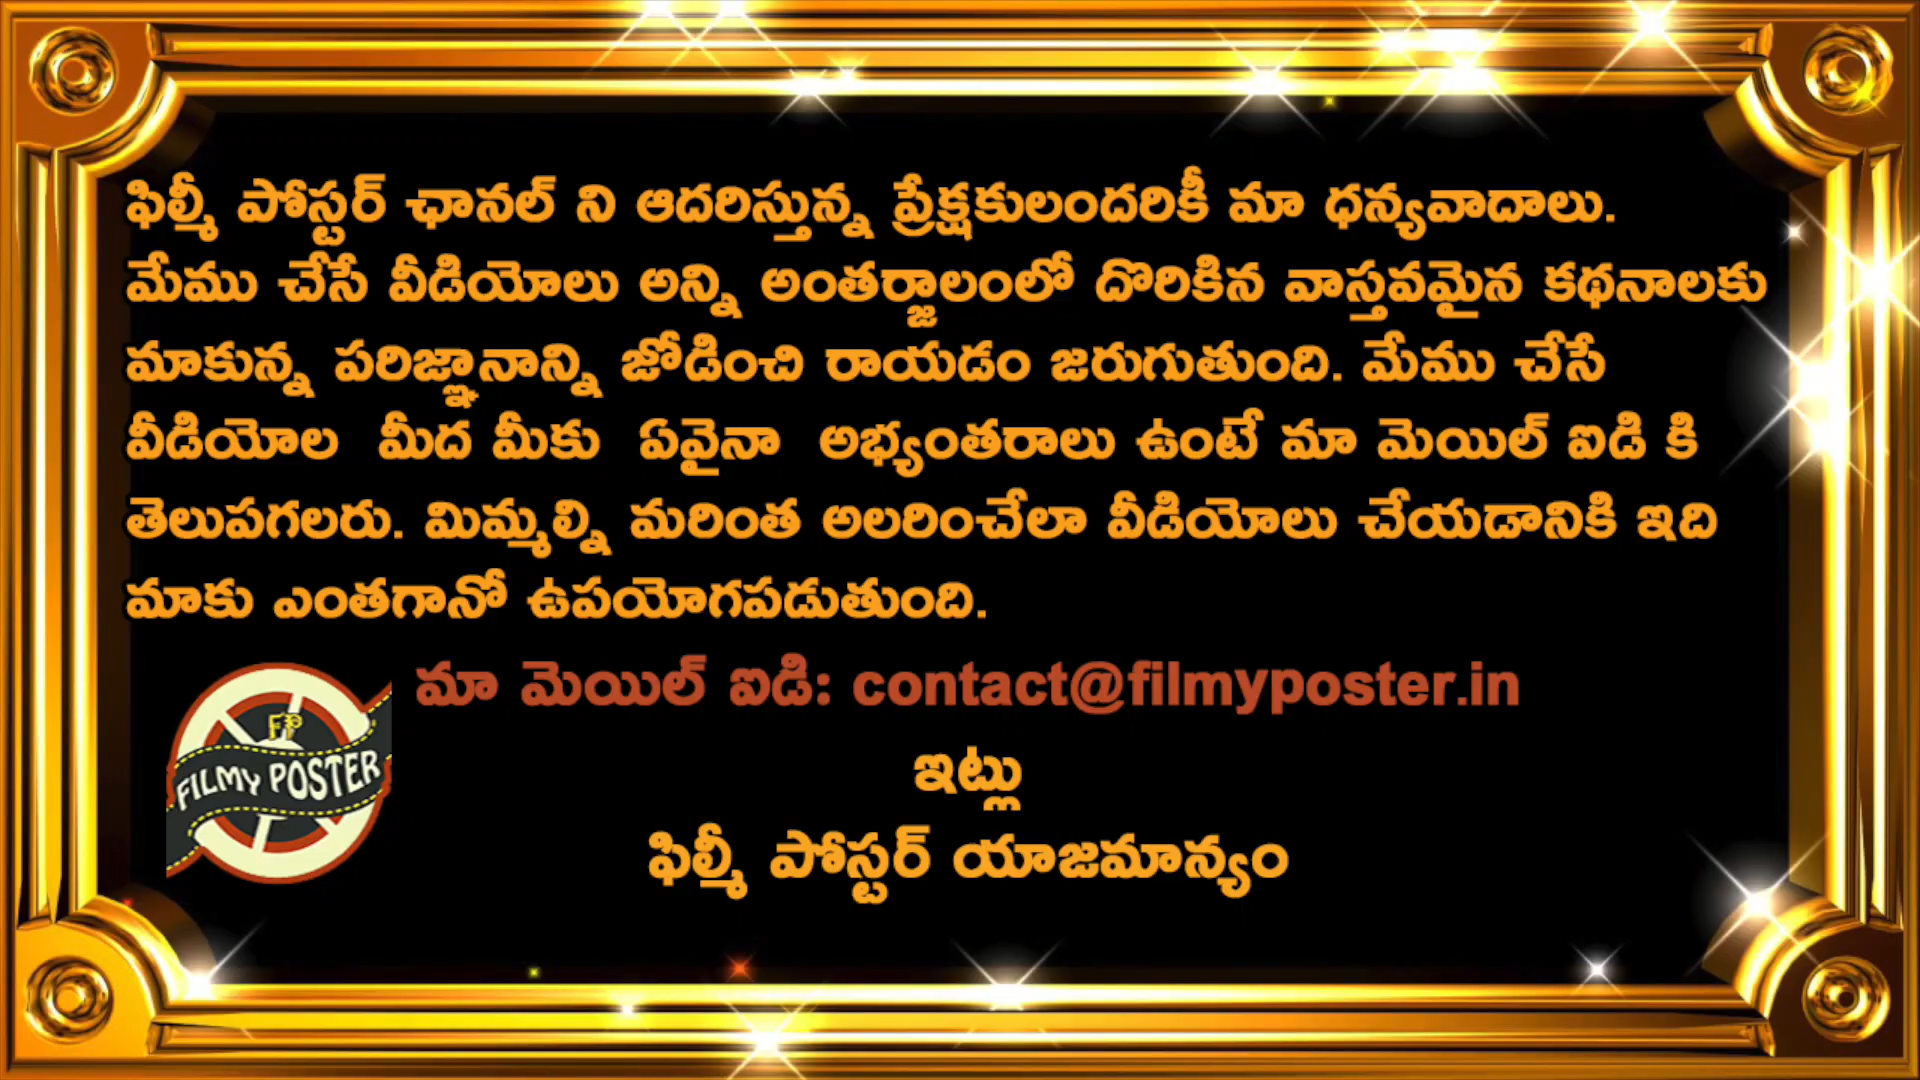 ఫిల్మీ పోస్టర్ ఛానల్ ని ఆదరిస్తున్న ప్రేక్షకులందరికీ మా ధన్యవాదాలు.
మేము చేసే వీడియోలు అన్ని అంతర్జాలంలో దొరికిన వాస్తవమైన కథనాలకు
మాకున్న పరిజ్ఞానాన్ని జోడించి రాయడం జరుగుతుంది. మేము చేసే
వీడియోల  మీద మీకు  ఏవైనా  అభ్యంతరాలు ఉంటే మా మెయిల్ ఐడి కి
తెలుపగలరు. మిమ్మల్ని మరింత అలరించేలా వీడియోలు చేయడానికి ఇది
మాకు ఎంతగానో ఉపయోగపడుతుంది.
మా మెయిల్ ఐడి: contact@filmyposter.in
FP
FILMY POSTER
ఇట్లు
ఫిల్మీ పోస్టర్ యాజమాన్యం